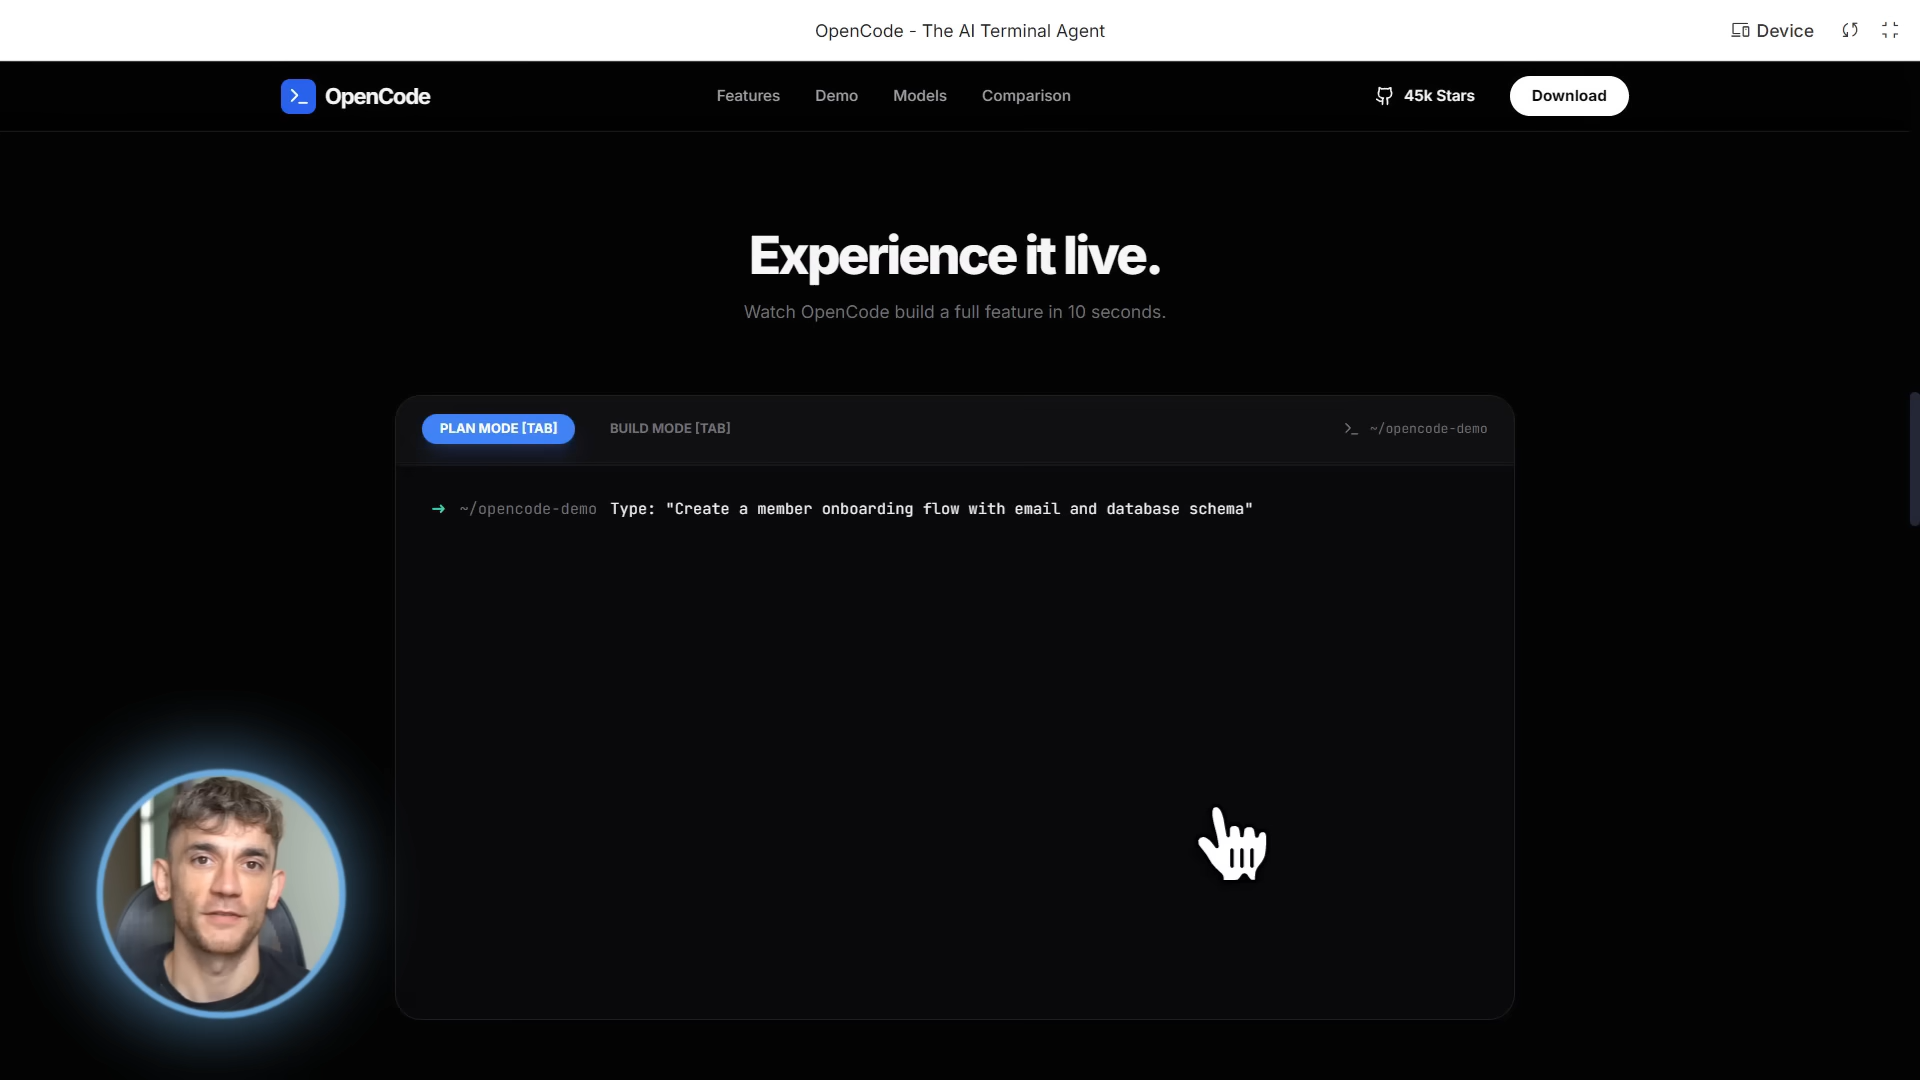 OpenCode - The AI Terminal Agent
Device
OpenCode
Features
Demo
Models
Comparison
45k Stars
Download
Experience it live.
Watch OpenCode build a full feature in 10 seconds.
PLAN MODE [TAB]
BUILD MODE [TAB]
~/opencode-demo
~/opencode-demo Type: "Create a member onboarding flow with email and database schema"